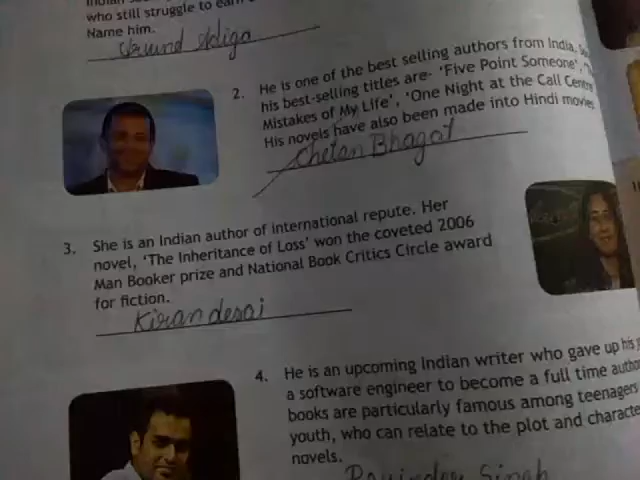 who still struggle to earn
Name him.
2. He is one of the best selling authors from India.
his best-selling titles are- 'Five Point Someone',
Mistakes of My Life', 'One Night at the Call Centre
His novels have also been made into Hindi movies
Chetan Bhagat
3. She is an Indian author of international repute. Her
novel, 'The Inheritance of Loss' won the coveted 2006
Man Booker prize and National Book Critics Circle award
for fiction.
Kiran desai
4. He is an upcoming Indian writer who gave up his
a software engineer to become a full time autho
books are particularly famous among teenagers
youth, who can relate to the plot and characte
novels.
Singh